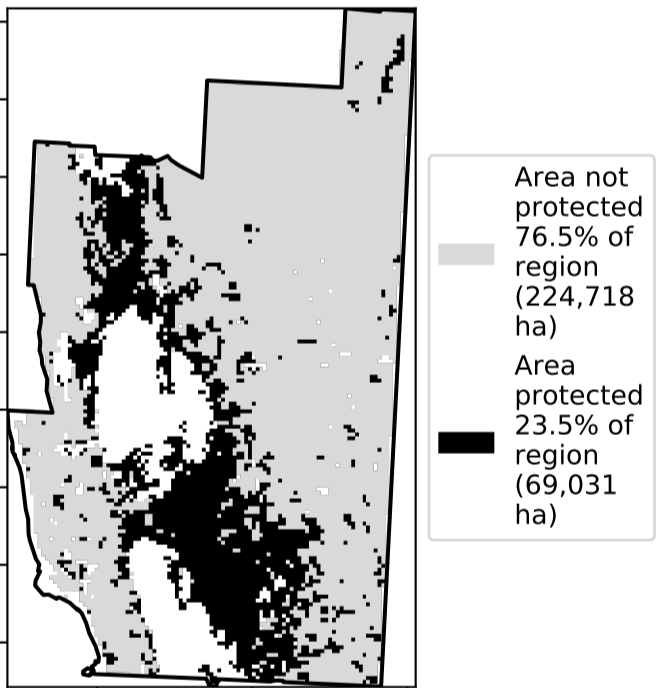 Area not
protected
76.5% of
region
(224,718
ha)
Area
protected
23.5% of
region
(69,031
ha)